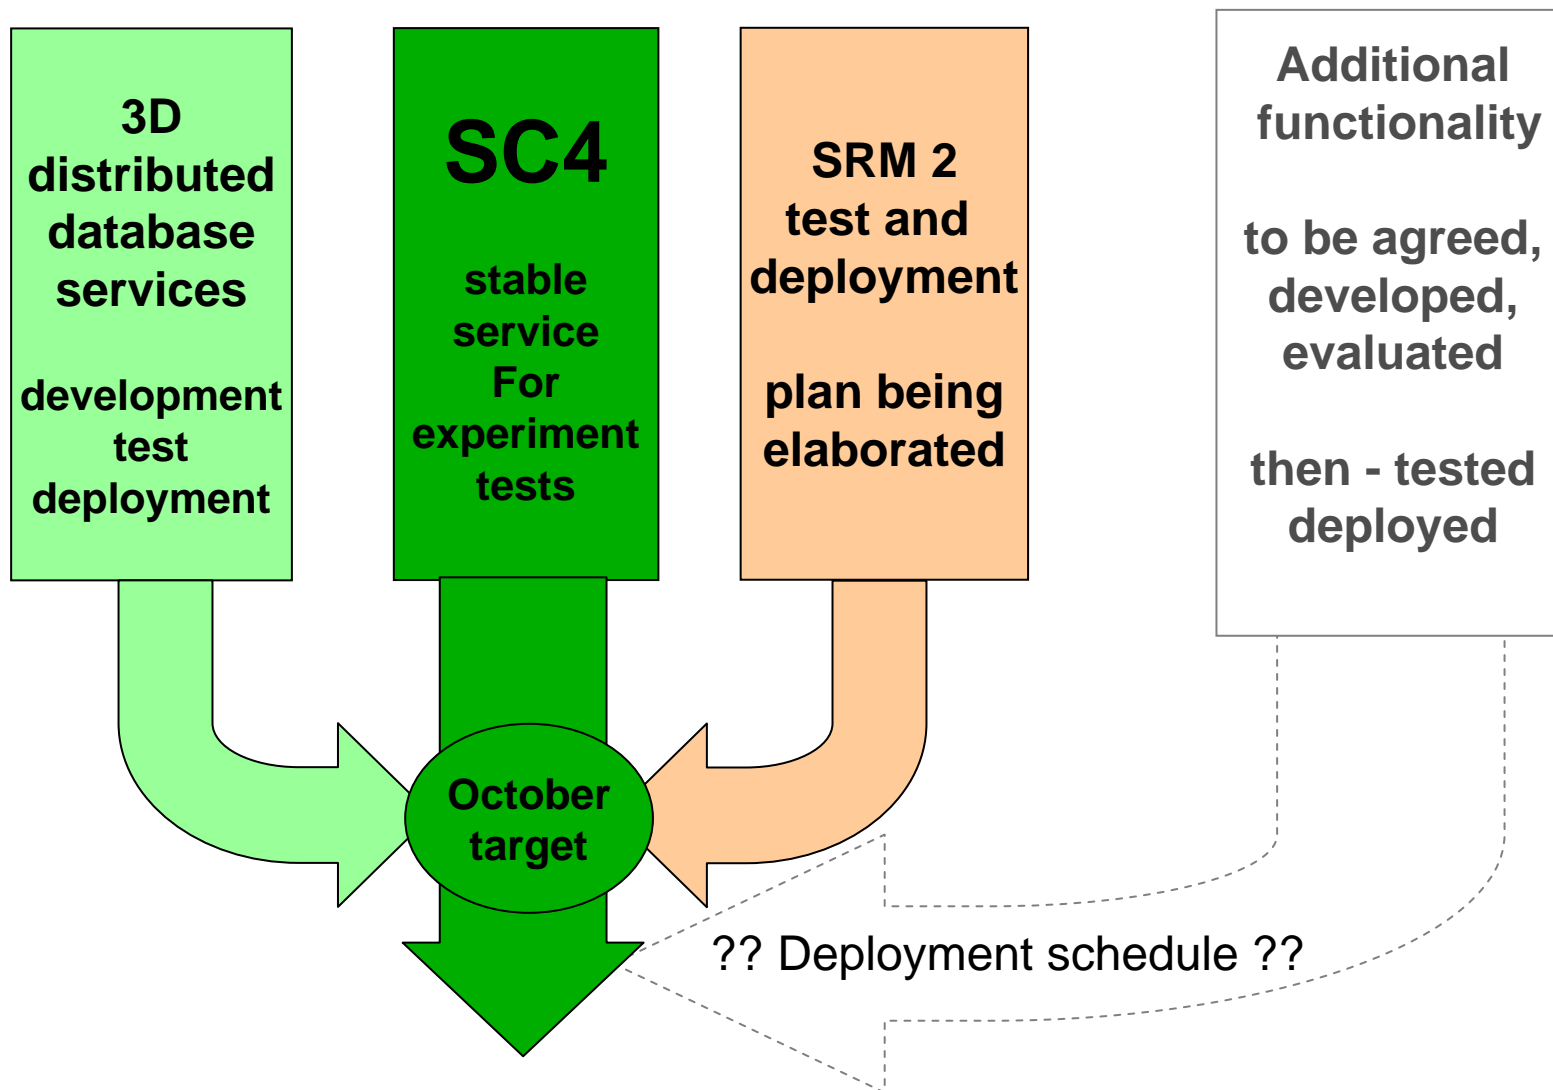 3D
distributed
database
services
development
test
deployment
SC4
stable
service
For
experiment
tests
SRM 2
test and
deployment
plan being
elaborated
Additional
functionality
to be agreed,
developed,
evaluated
then - tested
deployed
October
target
?? Deployment schedule ??